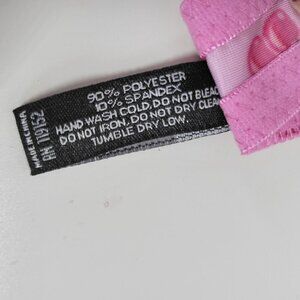 90% POLYESTER
10% SPANDEX
HAND WASH COLD. DO NOT BLEACH
DO NOT IRON. DO NOT DRY CLEAN
TUMBLE DRY LOW.
MADE IN CHINA
RN 119752